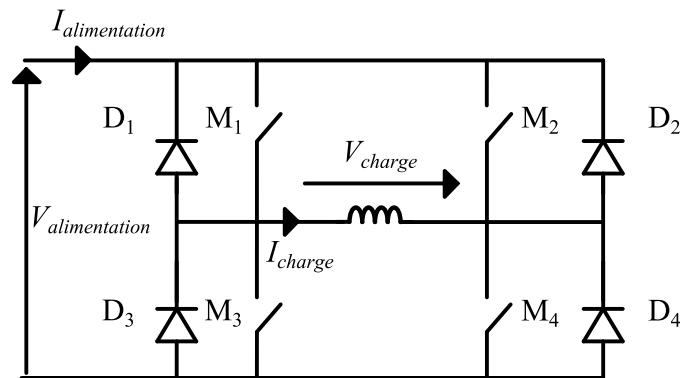 I_alimentation
D₁ M₁ M₂ D₂
V_charge
V_alimentation
I_charge
D₃ M₃ M₄ D₄